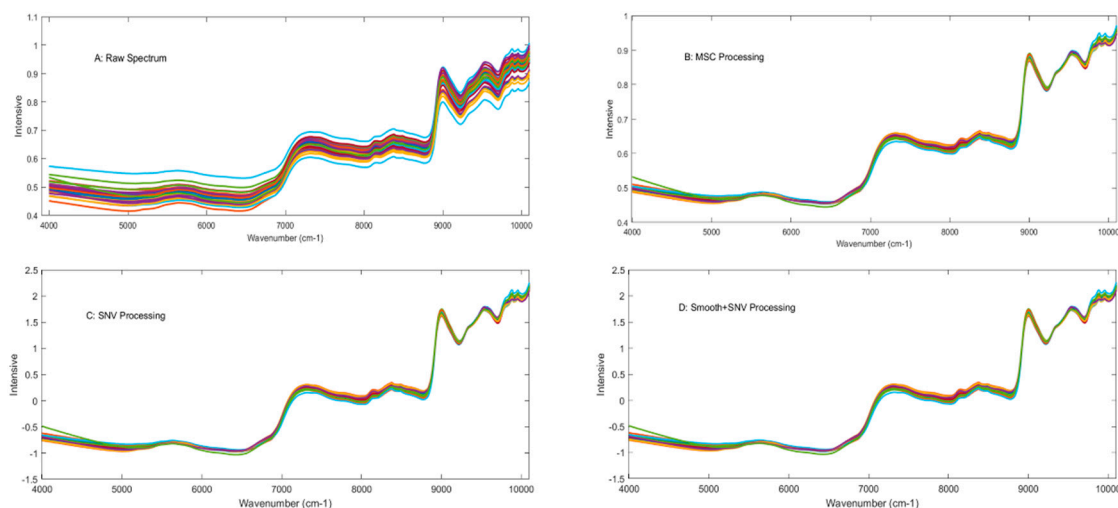 A: Raw Spectrum
Intensive
1.1
1
0.9
0.8
0.7
0.6
0.5
0.4
4000 5000 6000 7000 8000 9000 10000
Wavenumber (cm-1)
B: MSC Processing
Intensive
1
0.9
0.8
0.7
0.6
0.5
0.4
4000 5000 6000 7000 8000 9000 10000
Wavenumber (cm-1)
C: SNV Processing
Intensive
2.5
2
1.5
1
0.5
0
-0.5
-1
-1.5
4000 5000 6000 7000 8000 9000 10000
Wavenumber (cm-1)
D: Smooth+SNV Processing
Intensive
2.5
2
1.5
1
0.5
0
-0.5
-1
-1.5
4000 5000 6000 7000 8000 9000 10000
Wavenumber (cm-1)